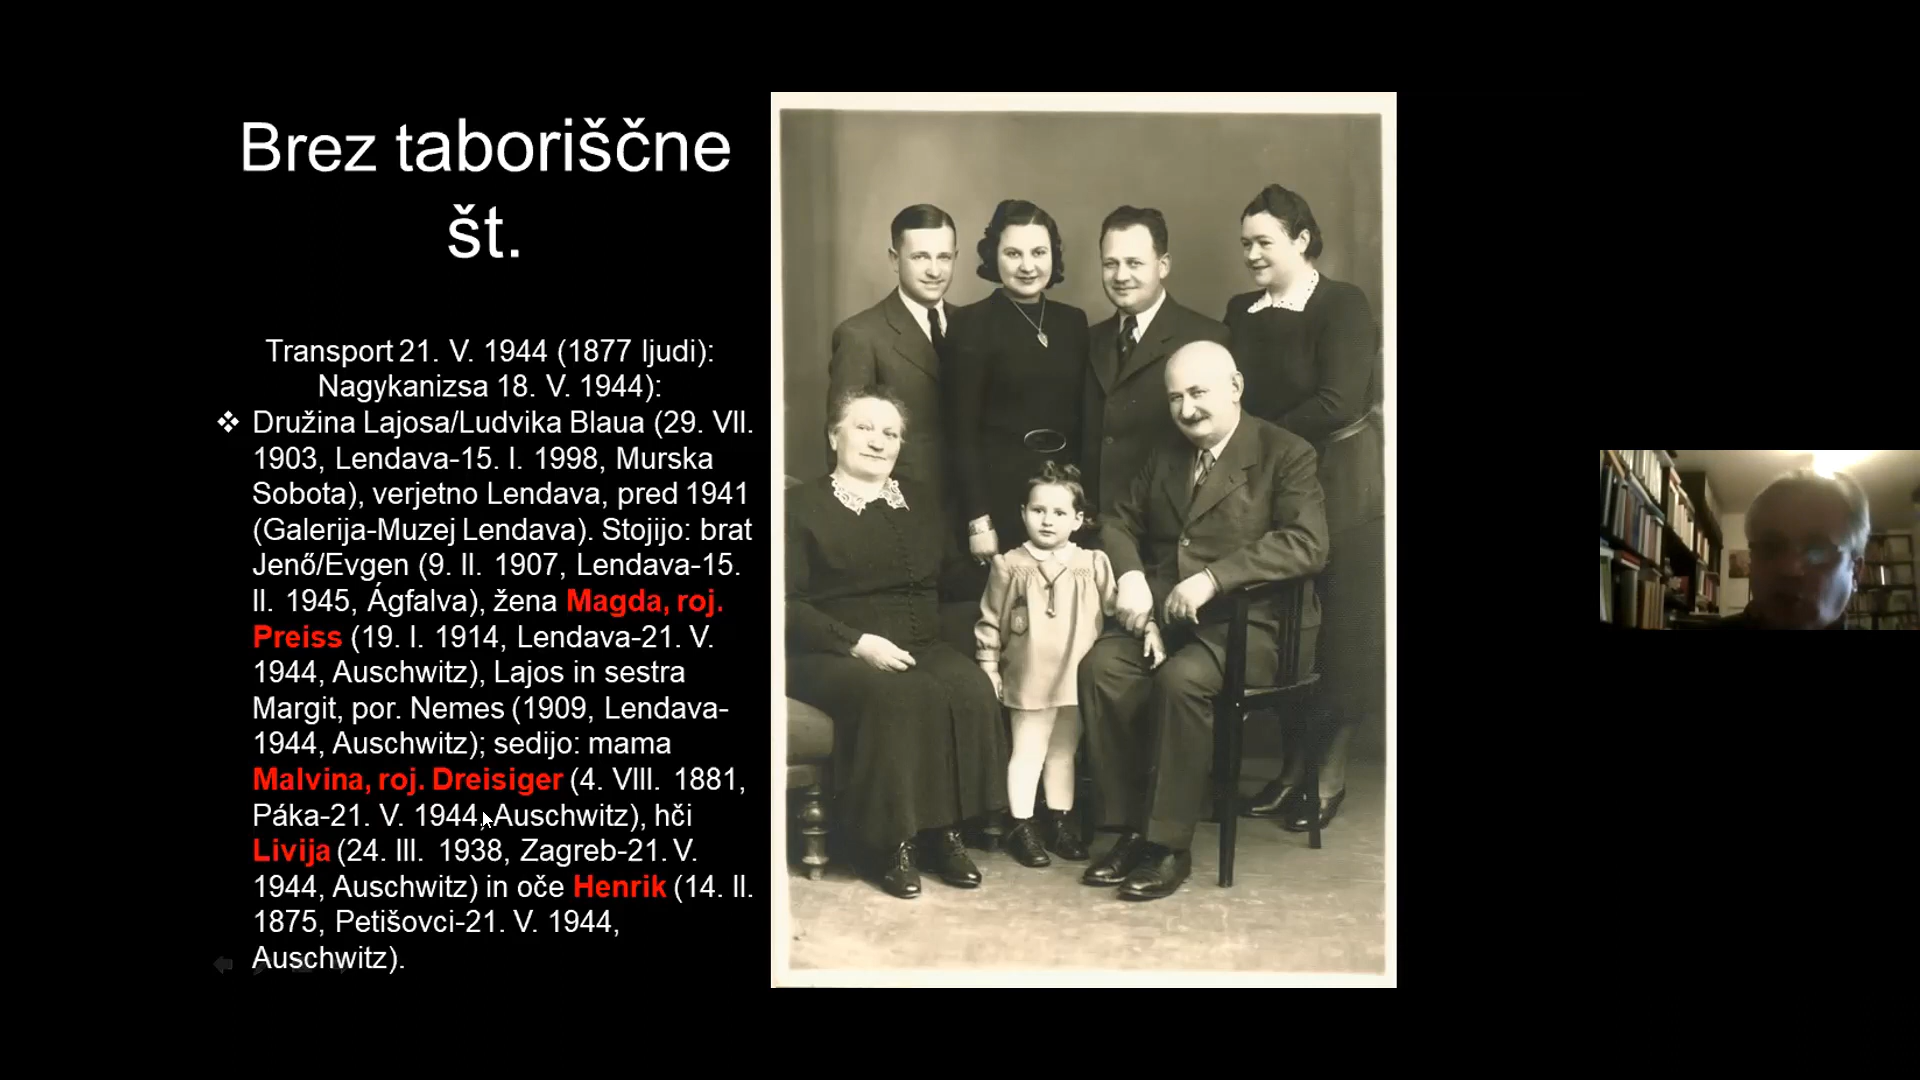 Brez taboriščne
št.
Transport 21. V. 1944 (1877 ljudi):
Nagykanizsa 18. V. 1944):
❖ Družina Lajosa/Ludvika Blaua (29. VII.
1903, Lendava-15. I. 1998, Murska
Sobota), verjetno Lendava, pred 1941
(Galerija-Muzej Lendava). Stojijo: brat
Jenő/Evgen (9. II. 1907, Lendava-15.
II. 1945, Ágfalva), žena Magda, roj.
Preiss (19. I. 1914, Lendava-21. V.
1944, Auschwitz), Lajos in sestra
Margit, por. Nemes (1909, Lendava-
1944, Auschwitz); sedijo: mama
Malvina, roj. Dreisiger (4. VIII. 1881,
Páka-21. V. 1944, Auschwitz), hči
Livija (24. III. 1938, Zagreb-21. V.
1944, Auschwitz) in oče Henrik (14. II.
1875, Petišovci-21. V. 1944,
Auschwitz).